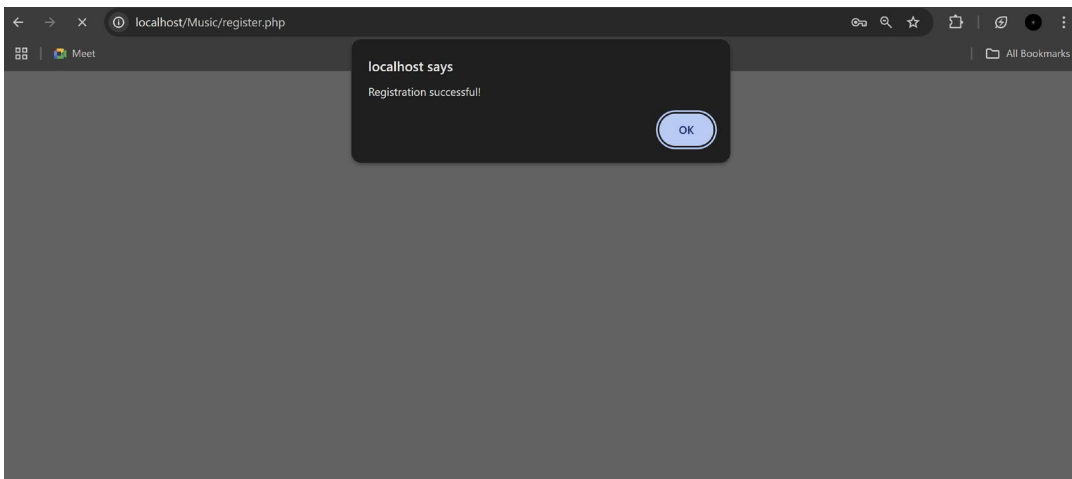 localhost/Music/register.php
Meet
All Bookmarks
localhost says
Registration successful!
OK